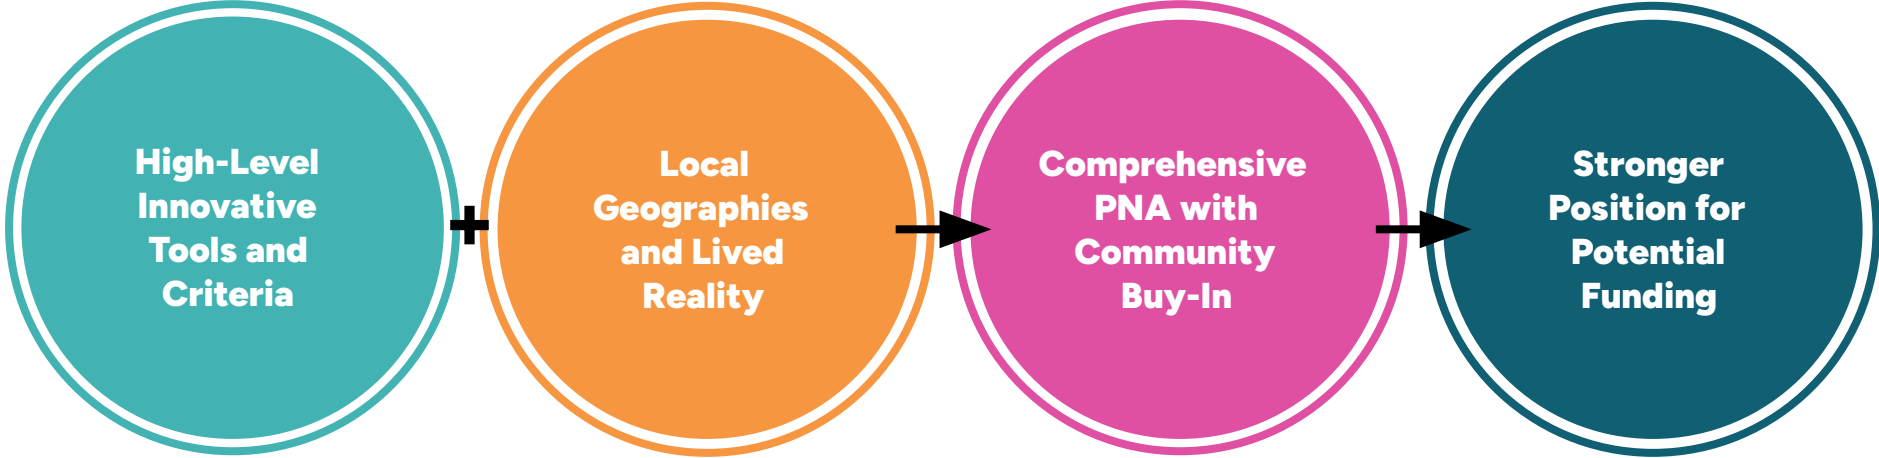 High-Level
Innovative
Tools and
Criteria
Local
Geographies
and Lived
Reality
Comprehensive
PNA with
Community
Buy-In
Stronger
Position for
Potential
Funding